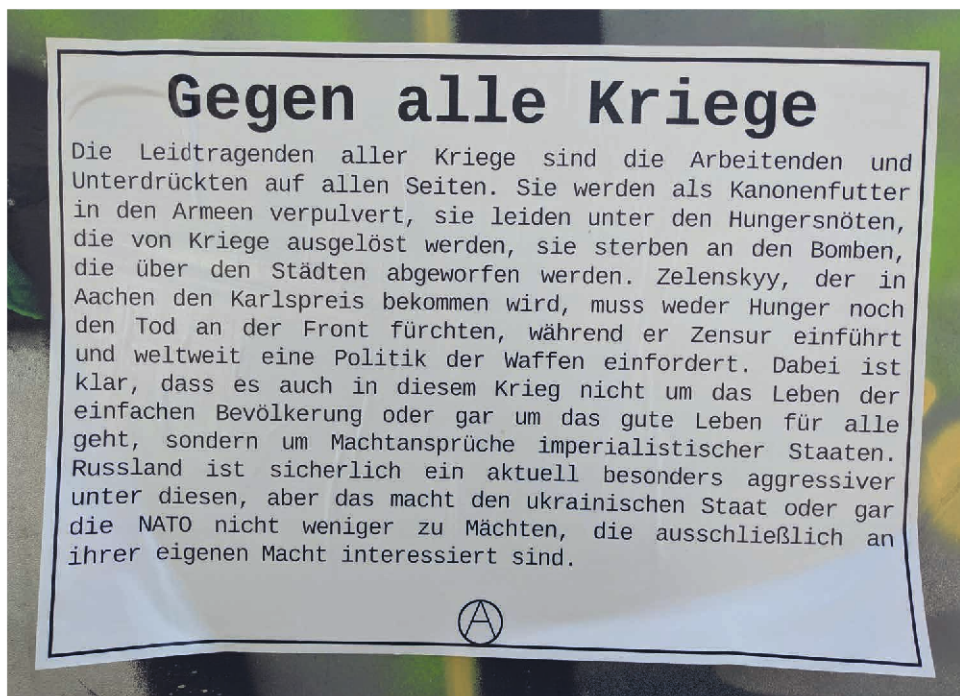 Gegen alle Kriege
Die Leidtragenden aller Kriege sind die Arbeitenden und
Unterdrückten auf allen Seiten. Sie werden als Kanonenfutter
in den Armeen verpulvert, sie leiden unter den Hungersnöten,
die von Kriege ausgelöst werden, sie sterben an den Bomben,
die über den Städten abgeworfen werden. Zelenskyy, der in
Aachen den Karlspreis bekommen wird, muss weder Hunger noch
den Tod an der Front fürchten, während er Zensur einführt
und weltweit eine Politik der Waffen einfordert. Dabei ist
klar, dass es auch in diesem Krieg nicht um das Leben der
einfachen Bevölkerung oder gar um das gute Leben für alle
geht, sondern um Machtansprüche imperialistischer Staaten.
Russland ist sicherlich ein aktuell besonders aggressiver
unter diesen, aber das macht den ukrainischen Staat oder gar
die NATO nicht weniger zu Mächten, die ausschließlich an
ihrer eigenen Macht interessiert sind.